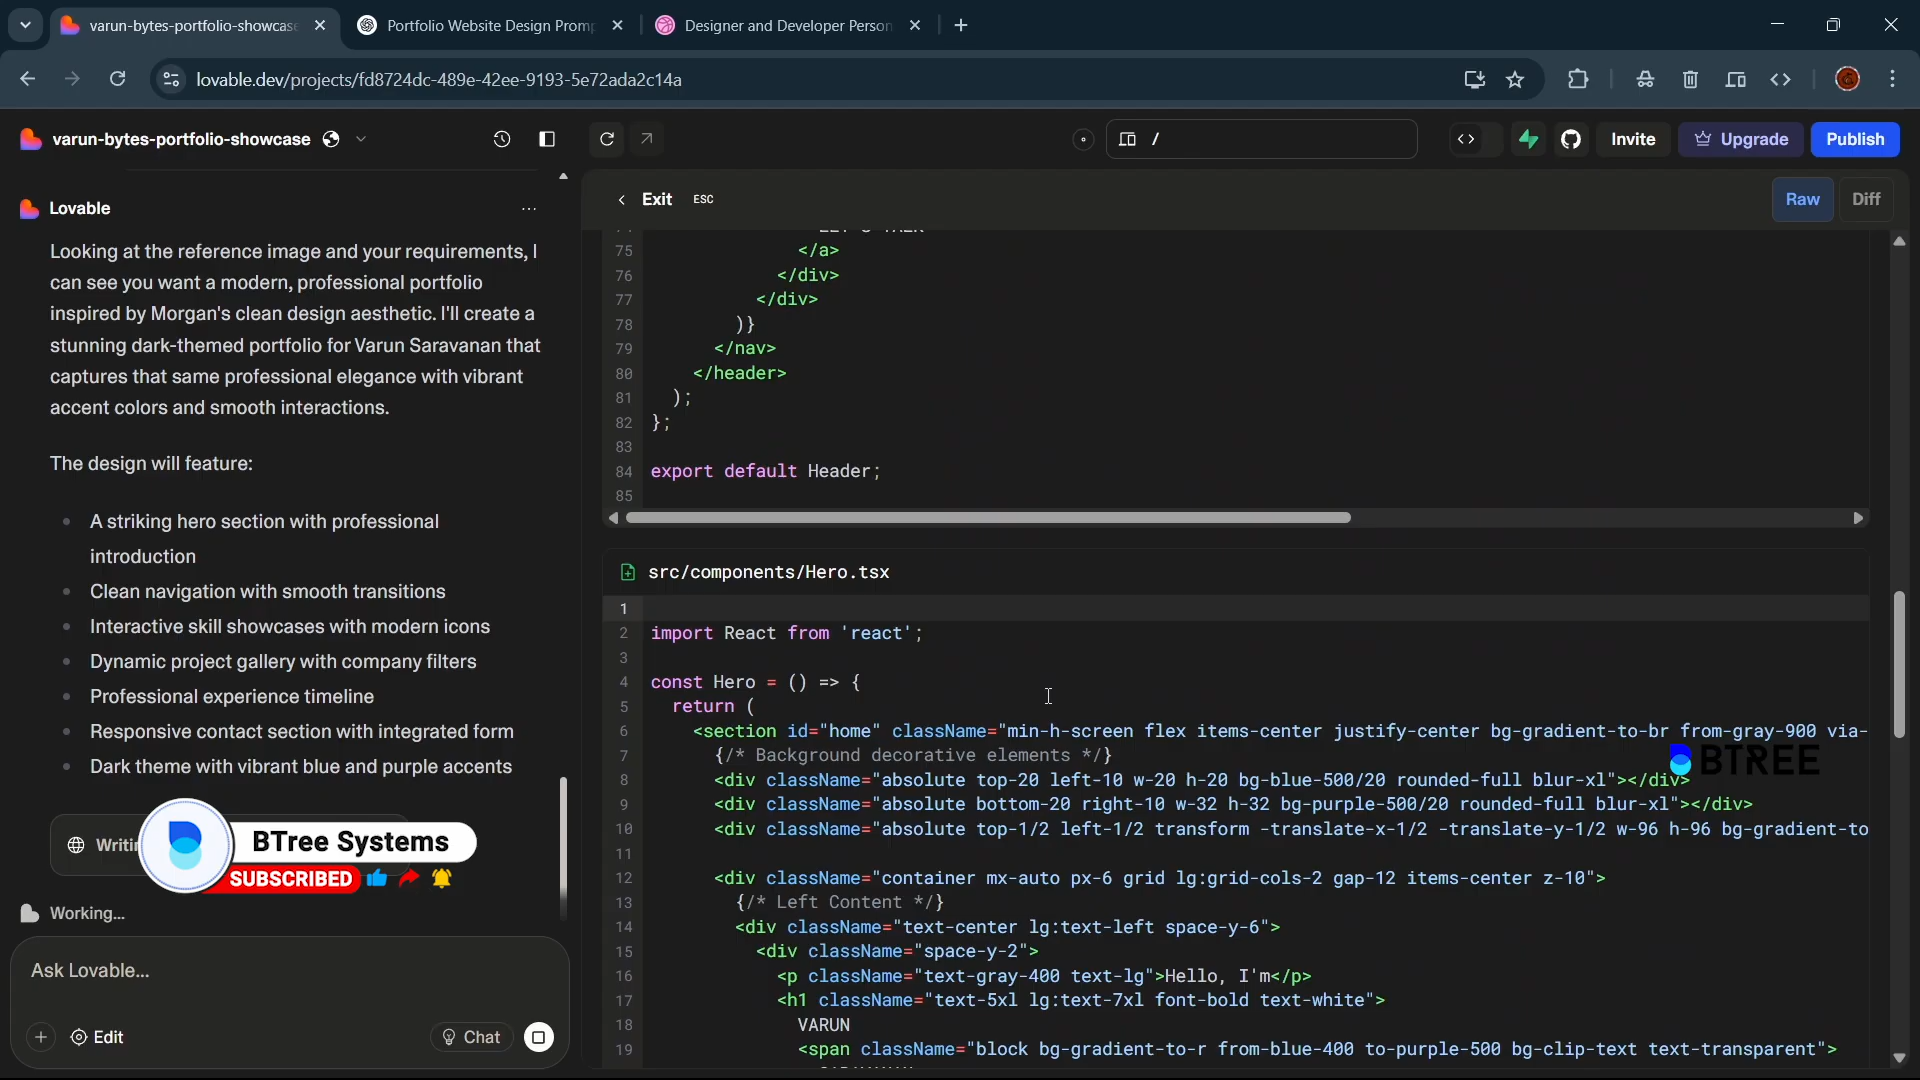 varun-bytes-portfolio-showcase
Portfolio Website Design Promp
Designer and Developer Person
lovable.dev/projects/fd8724dc-489e-42ee-9193-5e72ada2c14a
varun-bytes-portfolio-showcase
/
Invite
Upgrade
Publish
Lovable
Looking at the reference image and your requirements, I
can see you want a modern, professional portfolio
inspired by Morgan's clean design aesthetic. I'll create a
stunning dark-themed portfolio for Varun Saravanan that
captures that same professional elegance with vibrant
accent colors and smooth interactions.
The design will feature:
A striking hero section with professional
introduction
Clean navigation with smooth transitions
Interactive skill showcases with modern icons
Dynamic project gallery with company filters
Professional experience timeline
Responsive contact section with integrated form
Dark theme with vibrant blue and purple accents
BTree Systems
SUBSCRIBED
Working...
Ask Lovable...
Edit
Chat
Exit ESC
Raw
Diff
75 </a>
76 </div>
77 </div>
78 )}
79 </nav>
80 </header>
81 );
82 };
83
84 export default Header;
85
src/components/Hero.tsx
1
2 import React from 'react';
3
4 const Hero = () => {
5 return (
6 <section id="home" className="min-h-screen flex items-center justify-center bg-gradient-to-br from-gray-900 via-
7 {/* Background decorative elements */}
8 <div className="absolute top-20 left-10 w-20 h-20 bg-blue-500/20 rounded-full blur-xl"></div>
9 <div className="absolute bottom-20 right-10 w-32 h-32 bg-purple-500/20 rounded-full blur-xl"></div>
10 <div className="absolute top-1/2 left-1/2 transform -translate-x-1/2 -translate-y-1/2 w-96 h-96 bg-gradient-to
11
12 <div className="container mx-auto px-6 grid lg:grid-cols-2 gap-12 items-center z-10">
13 {/* Left Content */}
14 <div className="text-center lg:text-left space-y-6">
15 <div className="space-y-2">
16 <p className="text-gray-400 text-lg">Hello, I'm</p>
17 <h1 className="text-5xl lg:text-7xl font-bold text-white">
18 VARUN
19 <span className="block bg-gradient-to-r from-blue-400 to-purple-500 bg-clip-text text-transparent">
BTREE